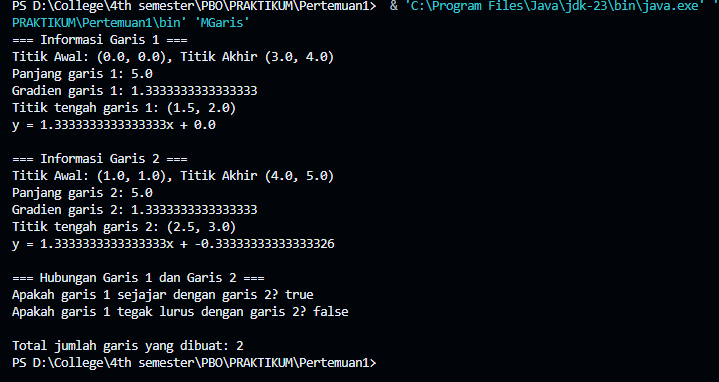 PS D:\College\4th semester\PBO\PRAKTIKUM\Pertemuan1>  & 'C:\Program Files\Java\jdk-23\bin\java.exe' '
PRAKTIKUM\Pertemuan1\bin' 'MGaris'
=== Informasi Garis 1 ===
Titik Awal: (0.0, 0.0), Titik Akhir (3.0, 4.0)
Panjang garis 1: 5.0
Gradien garis 1: 1.3333333333333333
Titik tengah garis 1: (1.5, 2.0)
y = 1.3333333333333333x + 0.0

=== Informasi Garis 2 ===
Titik Awal: (1.0, 1.0), Titik Akhir (4.0, 5.0)
Panjang garis 2: 5.0
Gradien garis 2: 1.3333333333333333
Titik tengah garis 2: (2.5, 3.0)
y = 1.3333333333333333x + -0.33333333333333326

=== Hubungan Garis 1 dan Garis 2 ===
Apakah garis 1 sejajar dengan garis 2? true
Apakah garis 1 tegak lurus dengan garis 2? false

Total jumlah garis yang dibuat: 2
PS D:\College\4th semester\PBO\PRAKTIKUM\Pertemuan1>